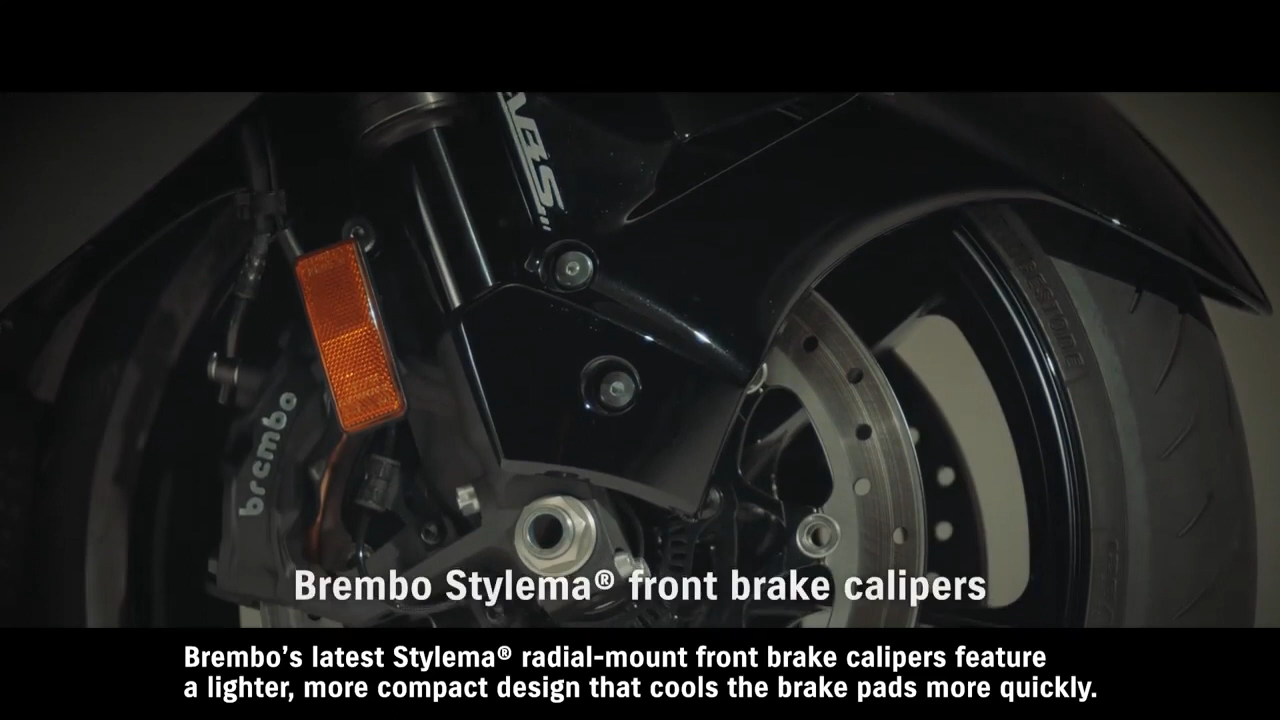 ABS
brembo
Brembo Stylema® front brake calipers
Brembo's latest Stylema® radial-mount front brake calipers feature
a lighter, more compact design that cools the brake pads more quickly.